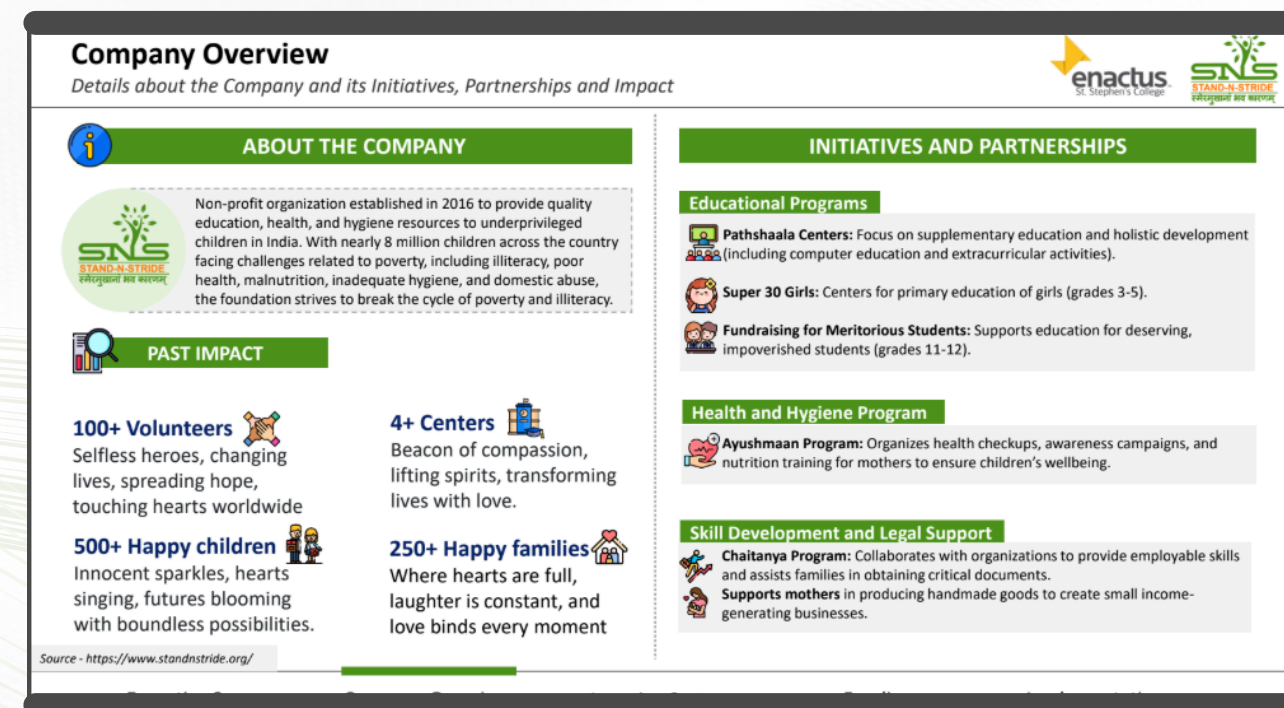 Company Overview
Details about the Company and its Initiatives, Partnerships and Impact
enactus
St. Stephen's College
SNS
STAND-N-STRIDE
ABOUT THE COMPANY
Non-profit organization established in 2016 to provide quality
education, health, and hygiene resources to underprivileged
children in India. With nearly 8 million children across the country
facing challenges related to poverty, including illiteracy, poor
health, malnutrition, inadequate hygiene, and domestic abuse,
the foundation strives to break the cycle of poverty and illiteracy.
SNS
STAND-N-STRIDE
PAST IMPACT
100+ Volunteers
Selfless heroes, changing
lives, spreading hope,
touching hearts worldwide
4+ Centers
Beacon of compassion,
lifting spirits, transforming
lives with love.
500+ Happy children
Innocent sparkles, hearts
singing, futures blooming
with boundless possibilities.
250+ Happy families
Where hearts are full,
laughter is constant, and
love binds every moment
Source - https://www.standnstride.org/
INITIATIVES AND PARTNERSHIPS
Educational Programs
Pathshaala Centers: Focus on supplementary education and holistic development
(including computer education and extracurricular activities).
Super 30 Girls: Centers for primary education of girls (grades 3-5).
Fundraising for Meritorious Students: Supports education for deserving,
impoverished students (grades 11-12).
Health and Hygiene Program
Ayushmaan Program: Organizes health checkups, awareness campaigns, and
nutrition training for mothers to ensure children's wellbeing.
Skill Development and Legal Support
Chaitanya Program: Collaborates with organizations to provide employable skills
and assists families in obtaining critical documents.
Supports mothers in producing handmade goods to create small income-
generating businesses.